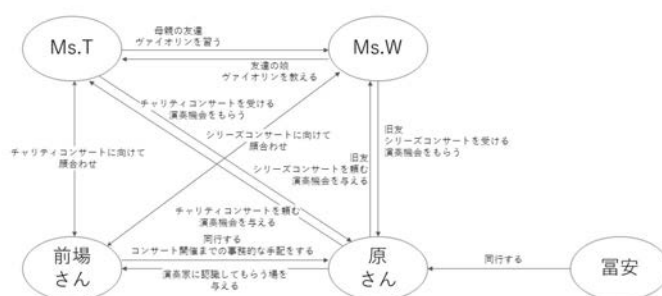 Ms.T
Ms.W
母親の友達
ヴァイオリンを習う
友達の娘
ヴァイオリンを教える
チャリティコンサートを受ける
演奏機会をもらう
シリーズコンサートに向けて
顔合わせ
チャリティコンサートに向けて
顔合わせ
旧友
シリーズコンサートを頼む
演奏機会を与える
旧友
シリーズコンサートを受ける
演奏機会をもらう
チャリティコンサートを頼む
演奏機会を与える
前場
さん
同行する
コンサート開催までの事務的な手配をする
演奏家に認識してもらう場を
与える
原
さん
同行する
冨安